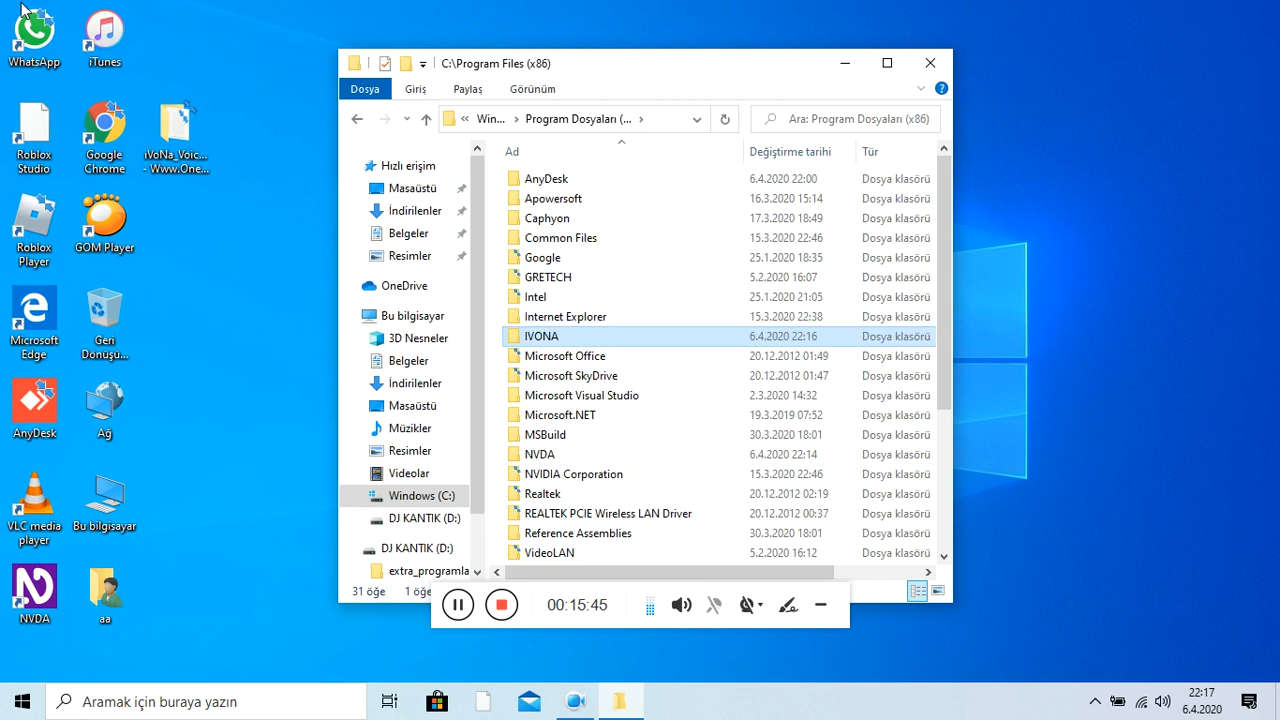 WhatsApp
iTunes
Roblox
Studio
Google
Chrome
iVoNa_Voic...
- Www.One...
Roblox
Player
GOM Player
Microsoft
Edge
Geri
Dönüşü...
AnyDesk
Ağ
VLC media
player
Bu bilgisayar
NVDA
aa
C:\Program Files (x86)
Dosya
Giriş
Paylaş
Görünüm
Win...
Program Dosyaları (...
Ara: Program Dosyaları (x86)
Hızlı erişim
Masaüstü
İndirilenler
Belgeler
Resimler
OneDrive
Bu bilgisayar
3D Nesneler
Belgeler
İndirilenler
Masaüstü
Müzikler
Resimler
Videolar
Windows (C:)
DJ KANTIK (D:)
DJ KANTIK (D:)
extra_programla
Ad Değiştirme tarihi Tür
AnyDesk 6.4.2020 22:00 Dosya klasörü
Apowersoft 16.3.2020 15:14 Dosya klasörü
Caphyon 17.3.2020 18:49 Dosya klasörü
Common Files 15.3.2020 22:46 Dosya klasörü
Google 25.1.2020 18:35 Dosya klasörü
GRETECH 5.2.2020 16:07 Dosya klasörü
Intel 25.1.2020 21:05 Dosya klasörü
Internet Explorer 15.3.2020 22:38 Dosya klasörü
IVONA 6.4.2020 22:16 Dosya klasörü
Microsoft Office 20.12.2012 01:49 Dosya klasörü
Microsoft SkyDrive 20.12.2012 01:47 Dosya klasörü
Microsoft Visual Studio 2.3.2020 14:32 Dosya klasörü
Microsoft.NET 19.3.2019 07:52 Dosya klasörü
MSBuild 30.3.2020 18:01 Dosya klasörü
NVDA 6.4.2020 22:14 Dosya klasörü
NVIDIA Corporation 15.3.2020 22:46 Dosya klasörü
Realtek 20.12.2012 02:19 Dosya klasörü
REALTEK PCIE Wireless LAN Driver 20.12.2012 00:37 Dosya klasörü
Reference Assemblies 30.3.2020 18:01 Dosya klasörü
VideoLAN 5.2.2020 16:12 Dosya klasörü
31 öğe
1 öğe
00:15:45
Aramak için buraya yazın
22:17
6.4.2020